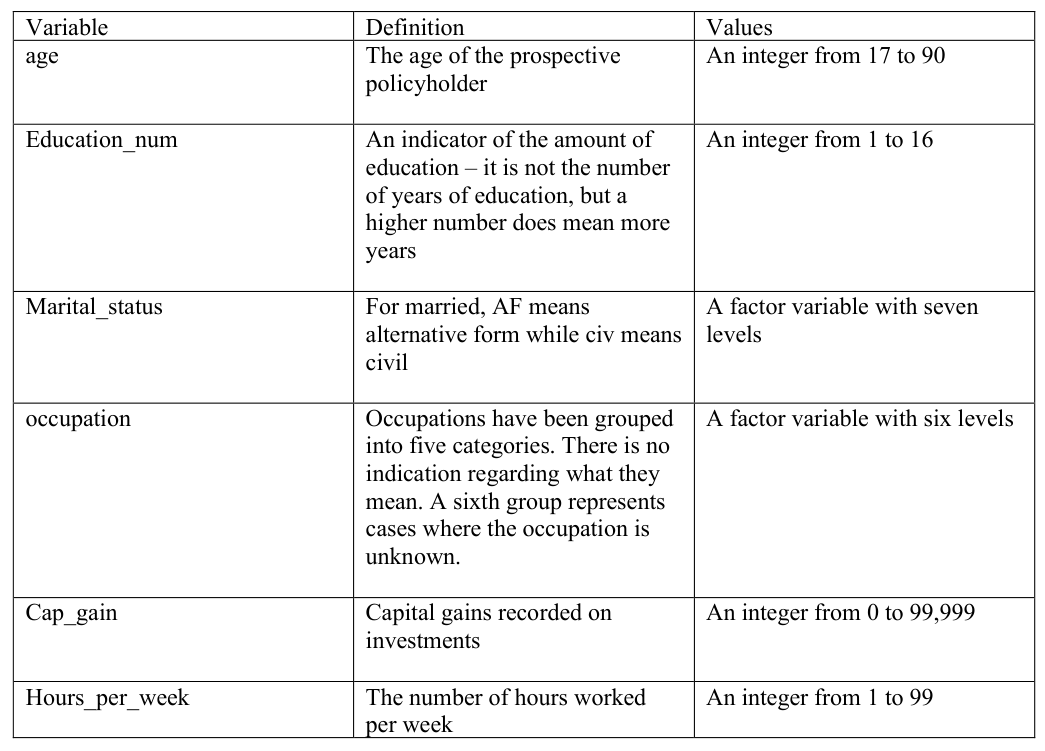 Variable Definition Values
age The age of the prospective An integer from 17 to 90
policyholder
Education_num An indicator of the amount of An integer from 1 to 16
education – it is not the number
of years of education, but a
higher number does mean more
years
Marital_status For married, AF means A factor variable with seven
alternative form while civ means levels
civil
occupation Occupations have been grouped A factor variable with six levels
into five categories. There is no
indication regarding what they
mean. A sixth group represents
cases where the occupation is
unknown.
Cap_gain Capital gains recorded on An integer from 0 to 99,999
investments
Hours_per_week The number of hours worked An integer from 1 to 99
per week